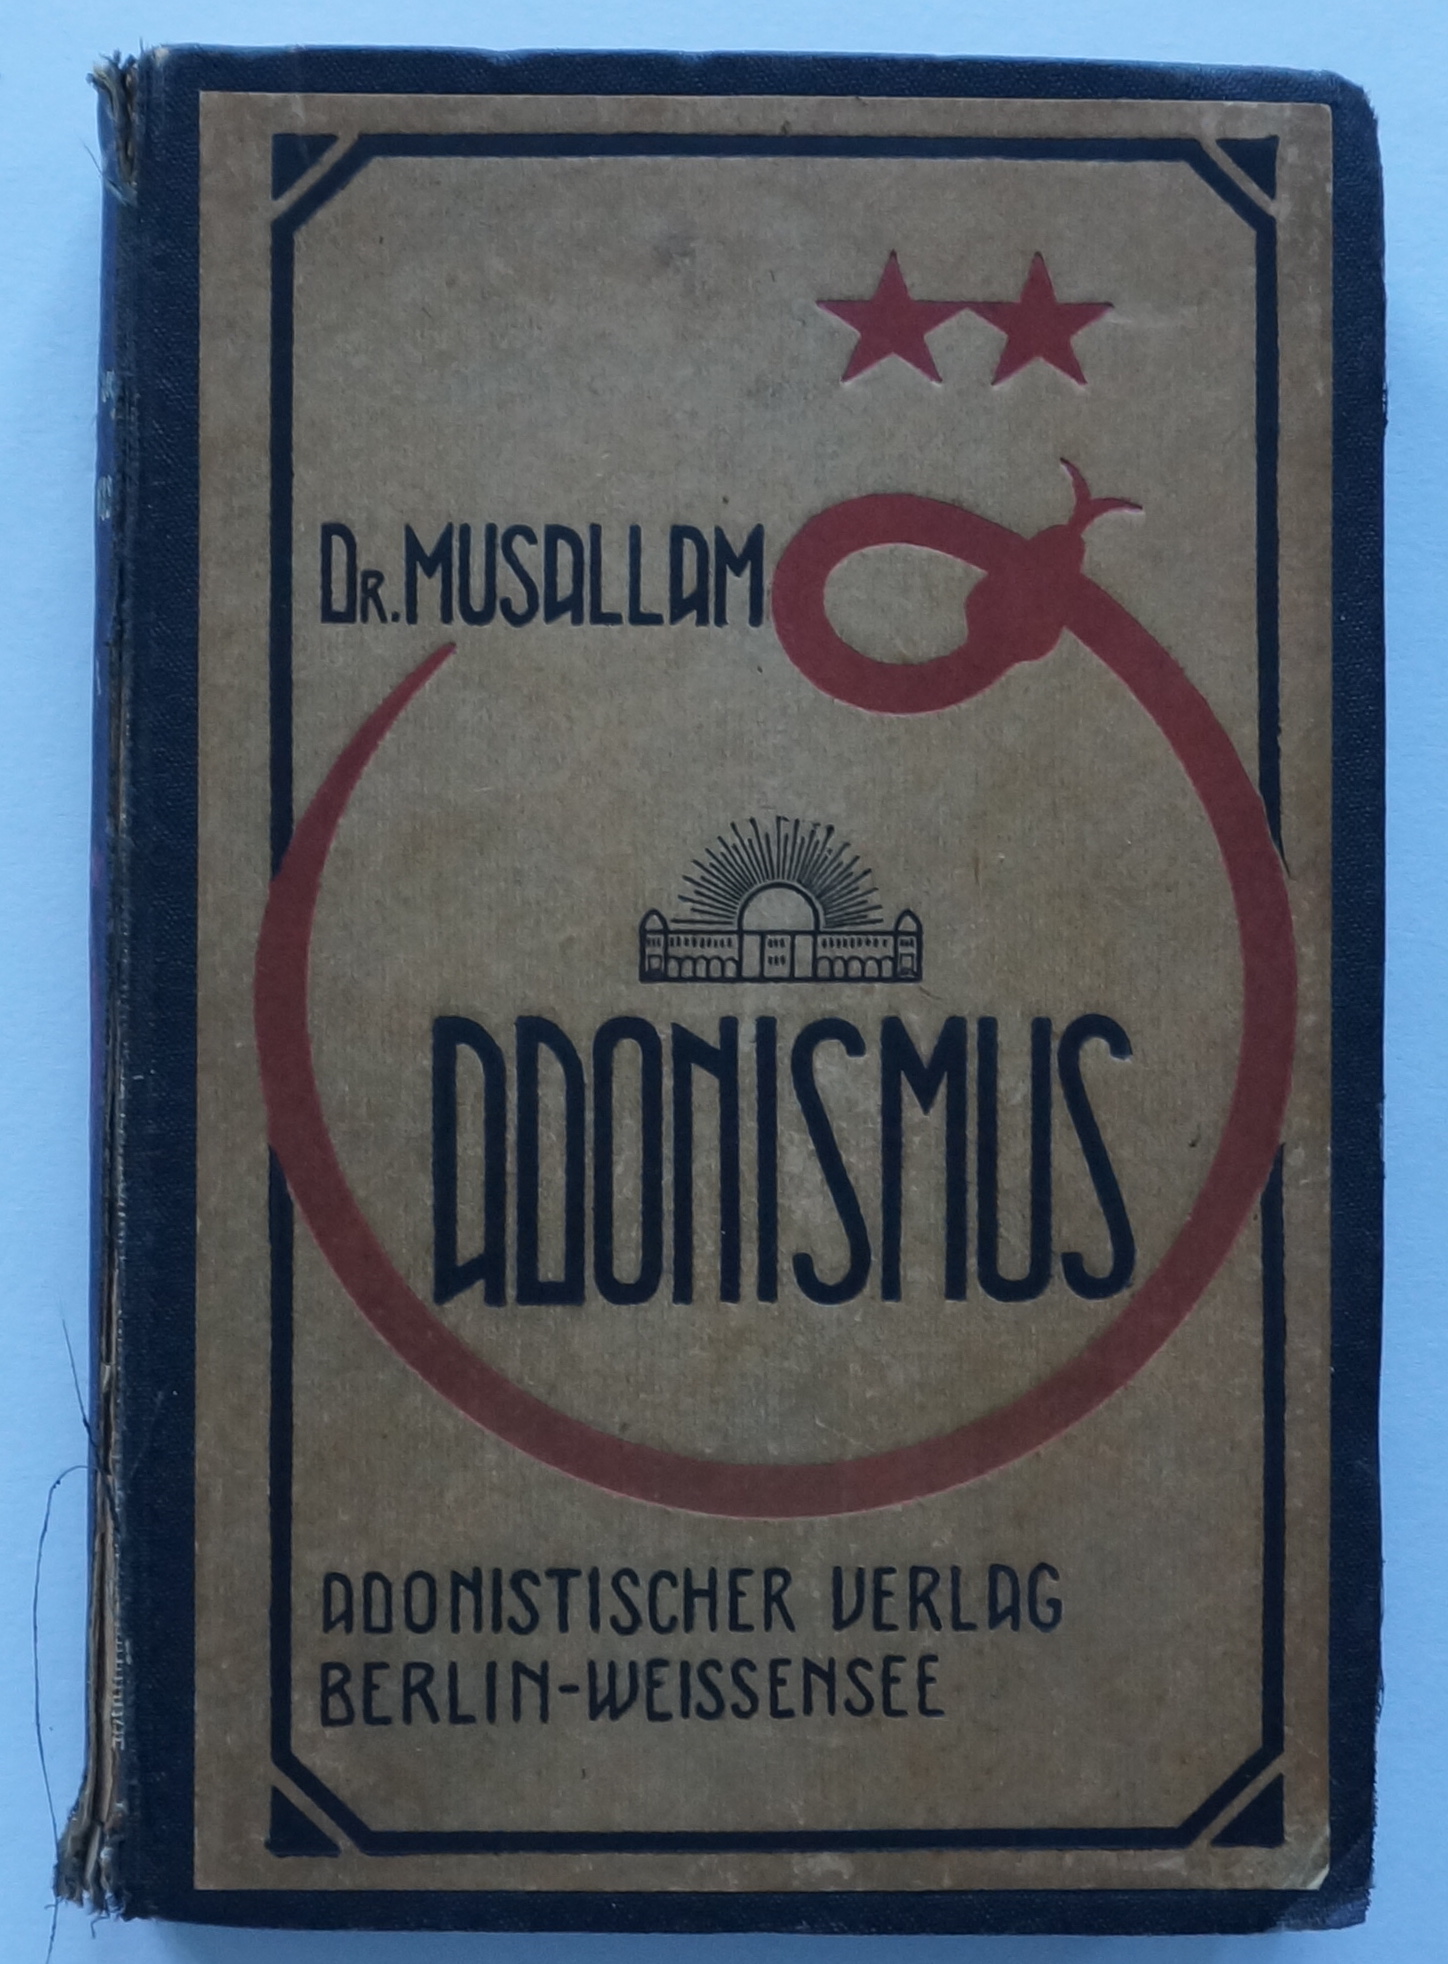 Dr. MUSALLAM
ADONISMUS
ADONISTISCHER VERLAG
BERLIN-WEISSENSEE